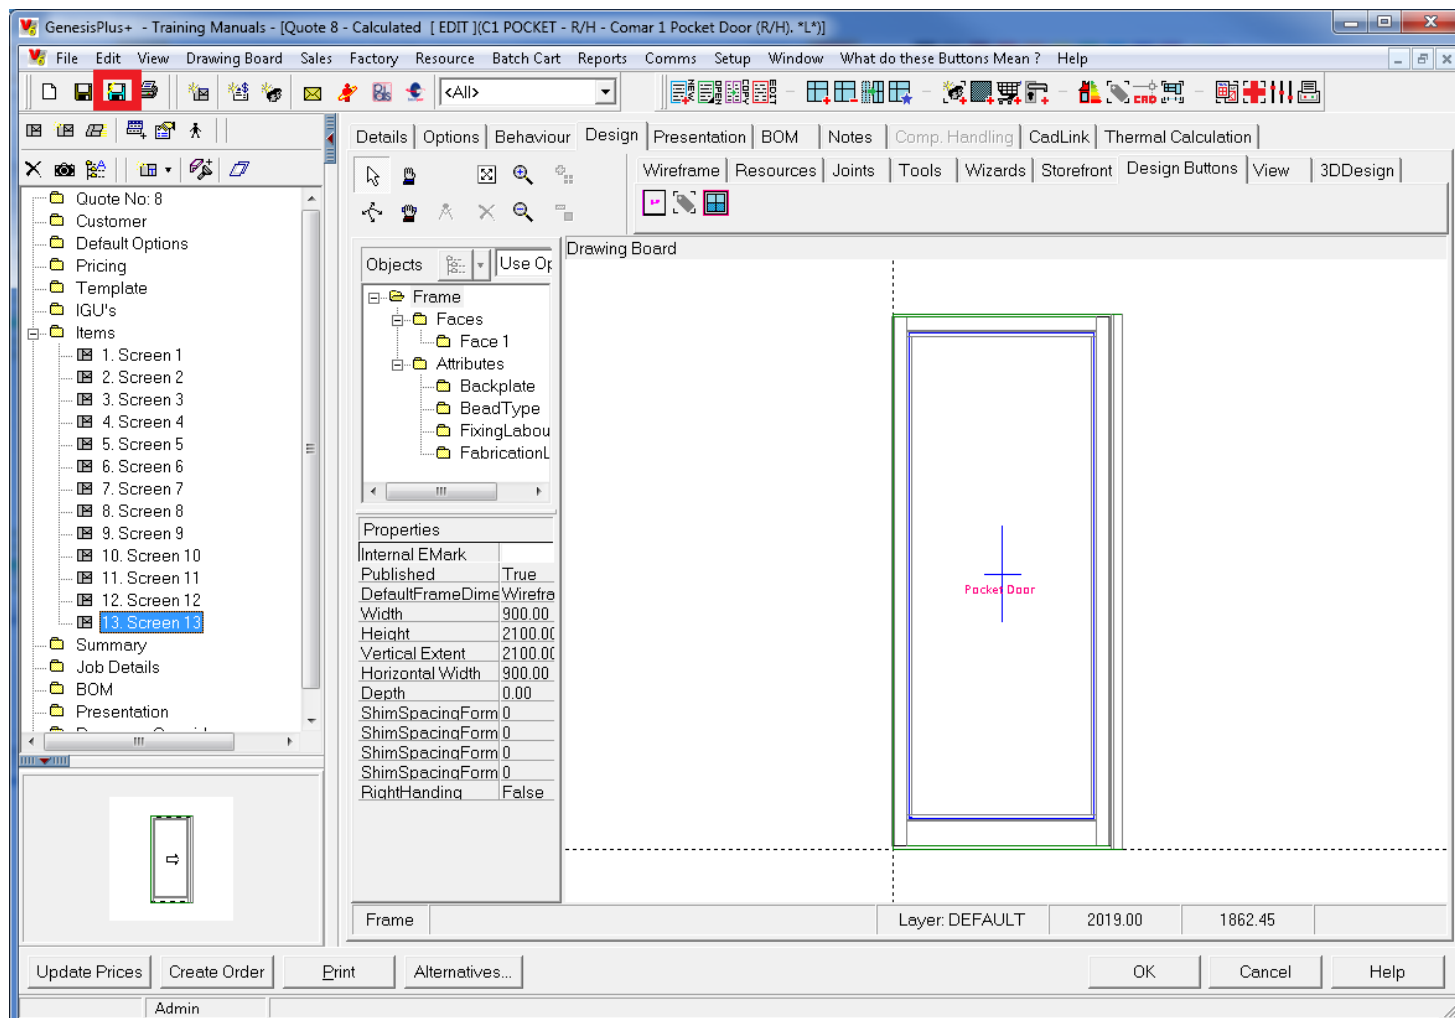 GenesisPlus+ - Training Manuals - [Quote 8 - Calculated [ EDIT ](C1 POCKET - R/H - Comar 1 Pocket Door (R/H). *L*)]
File Edit View Drawing Board Sales Factory Resource Batch Cart Reports Comms Setup Window What do these Buttons Mean ? Help
<All>
Details Options Behaviour Design Presentation BOM Notes Comp. Handling CadLink Thermal Calculation
Wireframe Resources Joints Tools Wizards Storefront Design Buttons View 3DDesign
Quote No: 8
Customer
Default Options
Pricing
Template
IGU's
Items
1. Screen 1
2. Screen 2
3. Screen 3
4. Screen 4
5. Screen 5
6. Screen 6
7. Screen 7
8. Screen 8
9. Screen 9
10. Screen 10
11. Screen 11
12. Screen 12
13. Screen 13
Summary
Job Details
BOM
Presentation
Objects Use Op
Frame
Faces
Face 1
Attributes
Backplate
BeadType
FixingLabou
FabricationL
Properties
Internal EMark
Published True
DefaultFrameDime Wirefra
Width 900.00
Height 2100.00
Vertical Extent 2100.00
Horizontal Width 900.00
Depth 0.00
ShimSpacingForm 0
ShimSpacingForm 0
ShimSpacingForm 0
ShimSpacingForm 0
RightHanding False
Drawing Board
Pocket Door
Frame Layer: DEFAULT 2019.00 1862.45
Update Prices Create Order Print Alternatives... OK Cancel Help
Admin